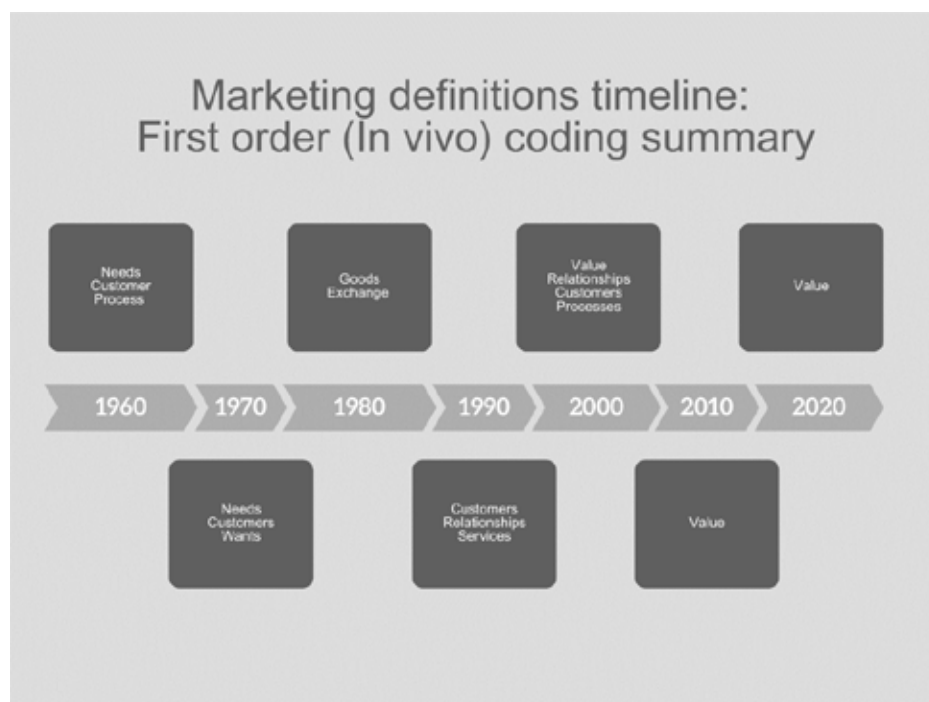 Marketing definitions timeline:
First order (In vivo) coding summary
Needs
Customer
Process
Goods
Exchange
Value
Relationships
Customers
Processes
Value
1960
1970
1980
1990
2000
2010
2020
Needs
Customers
Wants
Customers
Relationships
Services
Value